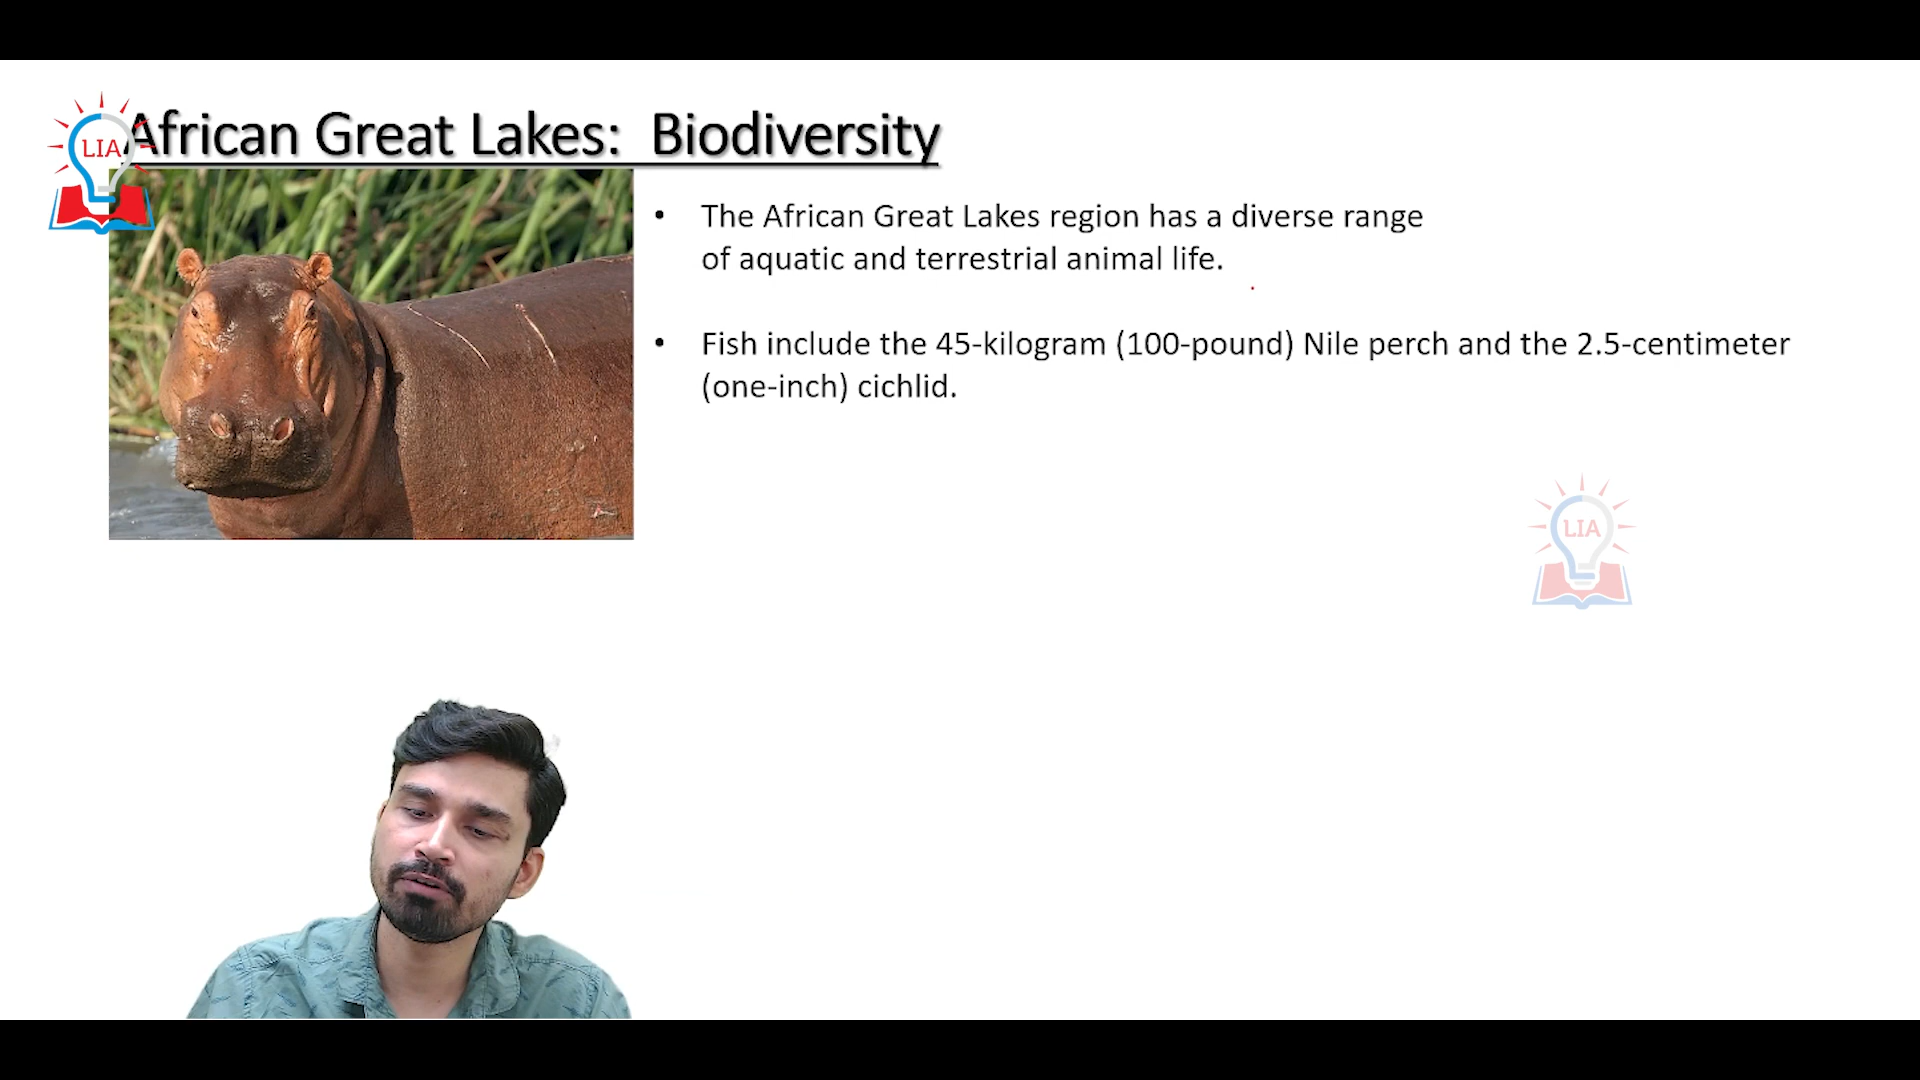 LIA
African Great Lakes: Biodiversity
• The African Great Lakes region has a diverse range
of aquatic and terrestrial animal life.
• Fish include the 45-kilogram (100-pound) Nile perch and the 2.5-centimeter
(one-inch) cichlid.
LIA